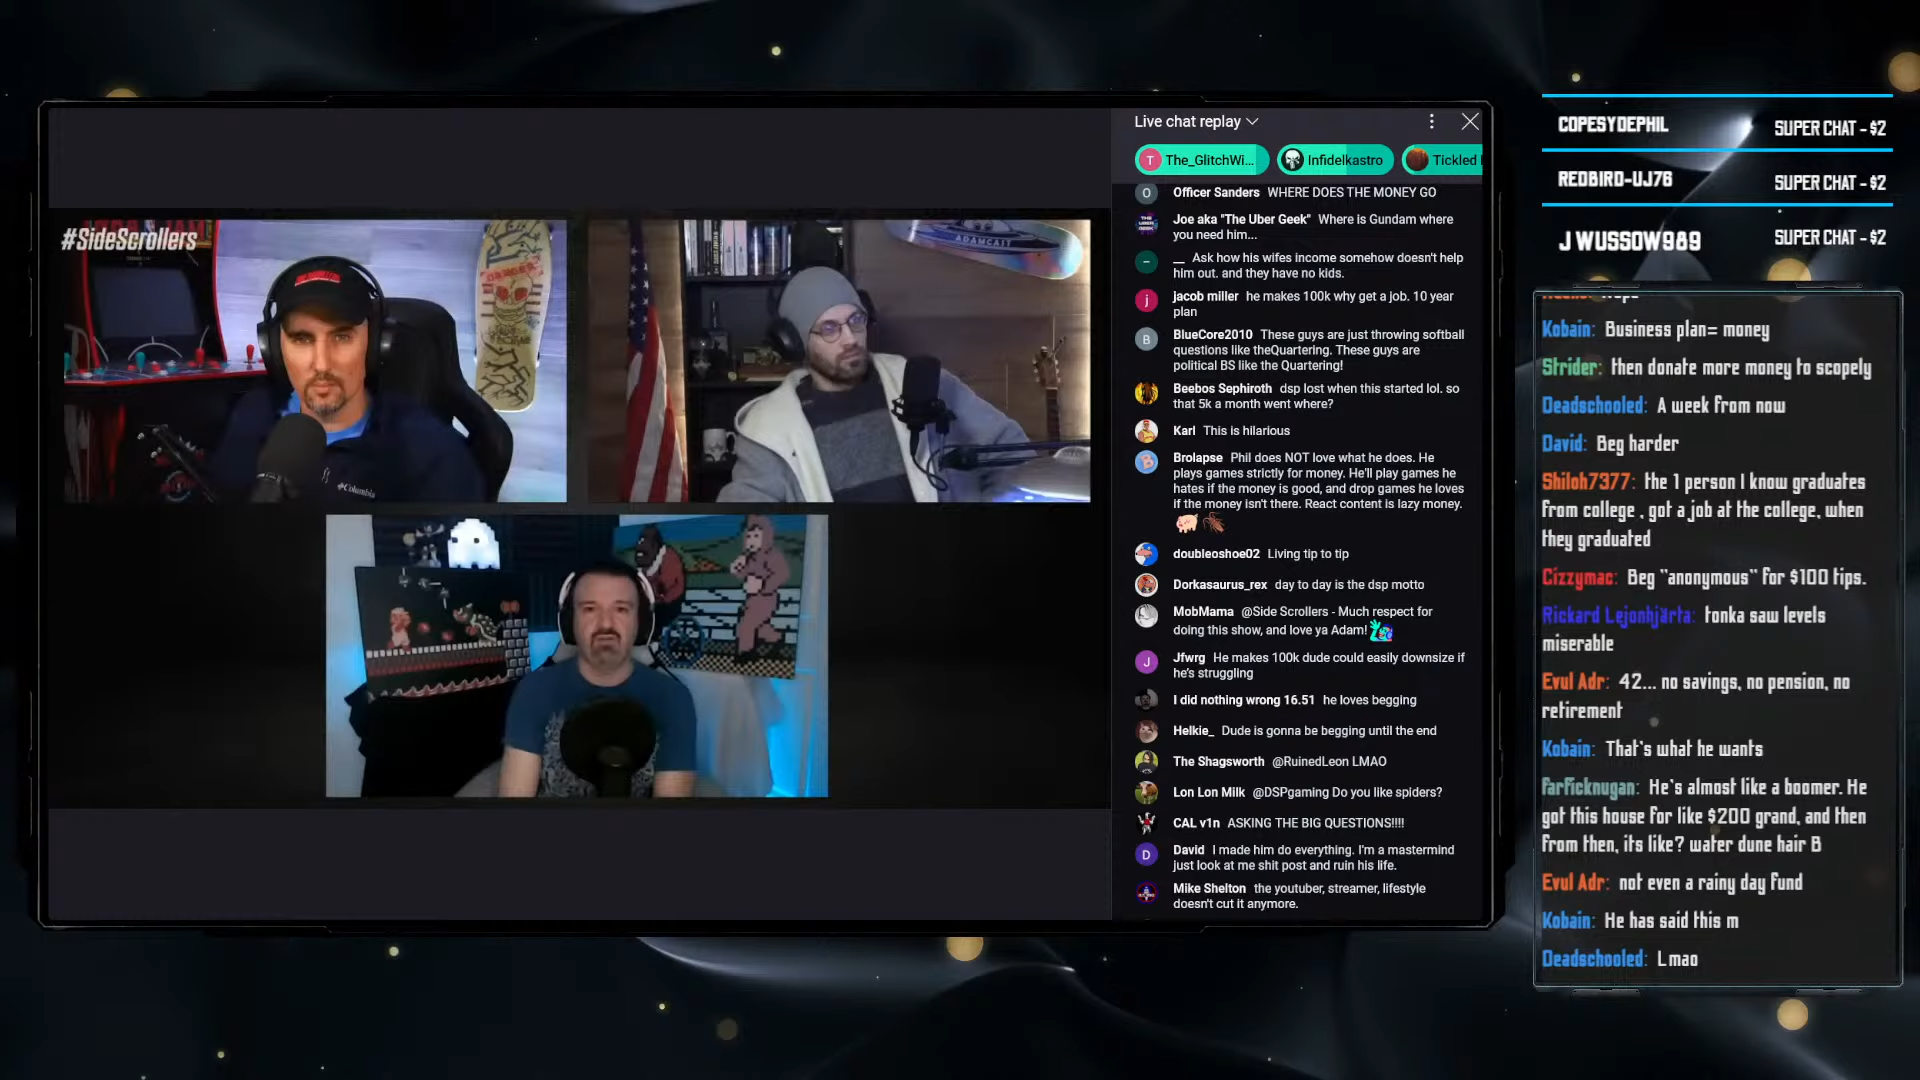 #SideScrollers
ADAMCAST
Columbia
Live chat replay
The_GlitchWi...
Infidelkastro
Tickled
Officer Sanders WHERE DOES THE MONEY GO
Joe aka "The Uber Geek" Where is Gundam where
you need him...
__ Ask how his wifes income somehow doesn't help
him out. and they have no kids.
jacob miller he makes 100k why get a job. 10 year
plan
BlueCore2010 These guys are just throwing softball
questions like theQuartering. These guys are
political BS like the Quartering!
Beebos Sephiroth dsp lost when this started lol. so
that 5k a month went where?
Karl This is hilarious
Brolapse Phil does NOT love what he does. He
plays games strictly for money. He'll play games he
hates if the money is good, and drop games he loves
if the money isn't there. React content is lazy money.
doubleoshoe02 Living tip to tip
Dorkasaurus_rex day to day is the dsp motto
MobMama @Side Scrollers - Much respect for
doing this show, and love ya Adam!
Jfwrg He makes 100k dude could easily downsize if
he's struggling
I did nothing wrong 16.51 he loves begging
Helkie_ Dude is gonna be begging until the end
The Shagsworth @RuinedLeon LMAO
Lon Lon Milk @DSPgaming Do you like spiders?
CAL v1n ASKING THE BIG QUESTIONS!!!!
David I made him do everything. I'm a mastermind
just look at me shit post and ruin his life.
Mike Shelton the youtuber, streamer, lifestyle
doesn't cut it anymore.
COPESYDEPHIL SUPER CHAT - $2
REDBIRD-UJ76 SUPER CHAT - $2
J WUSSOW989 SUPER CHAT - $2
Kobain: Business plan= money
Strider: then donate more money to scopely
Deadschooled: A week from now
David: Beg harder
Shiloh7377: the 1 person I know graduates
from college , got a job at the college, when
they graduated
Cizzymac: Beg "anonymous" for $100 tips.
Rickard Lejonhjärta: tonka saw levels
miserable
Evul Adr: 42... no savings, no pension, no
retirement
Kobain: That's what he wants
farficknugan: He's almost like a boomer. He
got this house for like $200 grand, and then
from then, its like? water dune hair B
Evul Adr: not even a rainy day fund
Kobain: He has said this m
Deadschooled: Lmao